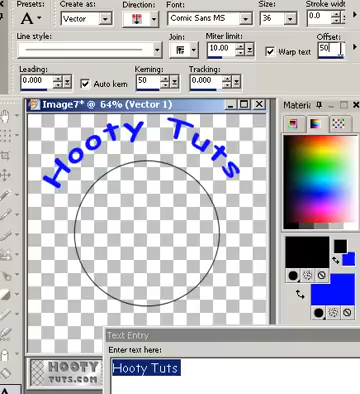 Presets: Create as: Direction: Font: Size: Stroke w
Vector Comic Sans MS 36 0.0
Line style: Join: Miter limit: Offset:
10.00 Warp text 50
Leading: Kerning: Tracking:
0.000 Auto kern 50 0.000
Image7* @ 64% (Vector 1)
Materi
Hooty Tuts
Text Entry
Enter text here:
Hooty Tuts
HOOTY
TUTS.COM